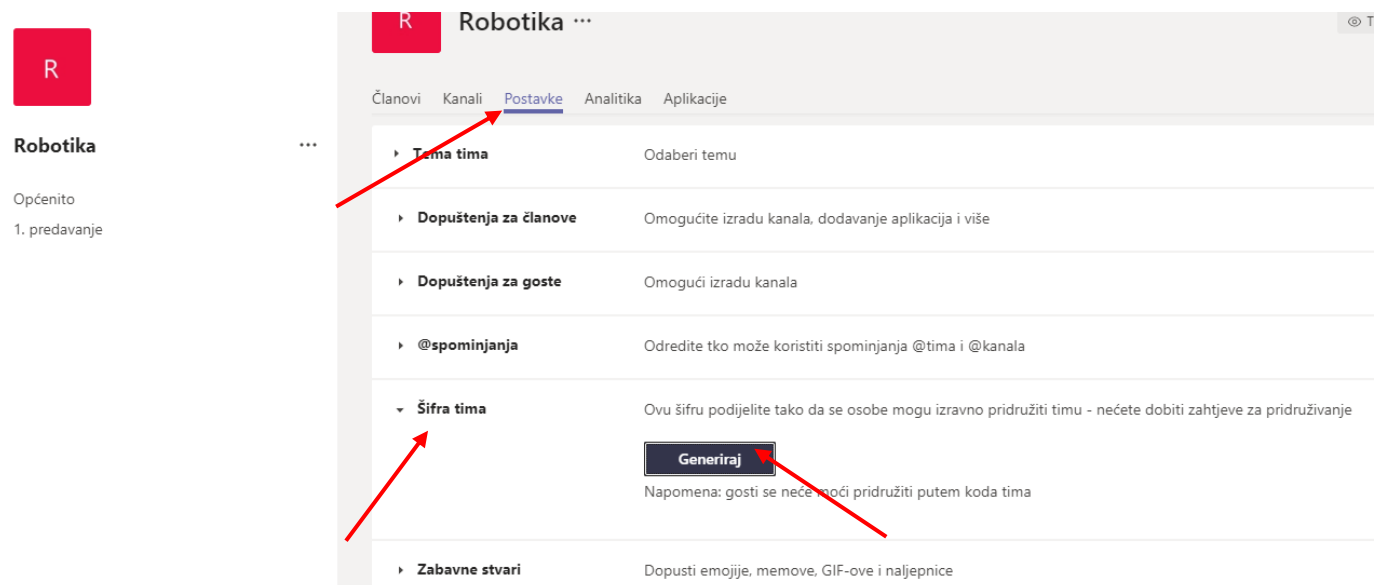 R
Robotika ...
Općenito
1. predavanje
R
Robotika ...
T
Članovi Kanali Postavke Analitika Aplikacije
Tema tima Odaberi temu
Dopuštenja za članove Omogućite izradu kanala, dodavanje aplikacija i više
Dopuštenja za goste Omogući izradu kanala
@spominjanja Odredite tko može koristiti spominjanja @tima i @kanala
Šifra tima Ovu šifru podijelite tako da se osobe mogu izravno pridružiti timu - nećete dobiti zahtjeve za pridruživanje
Generiraj
Napomena: gosti se neće moći pridružiti putem koda tima
Zabavne stvari Dopusti emojije, memove, GIF-ove i naljepnice